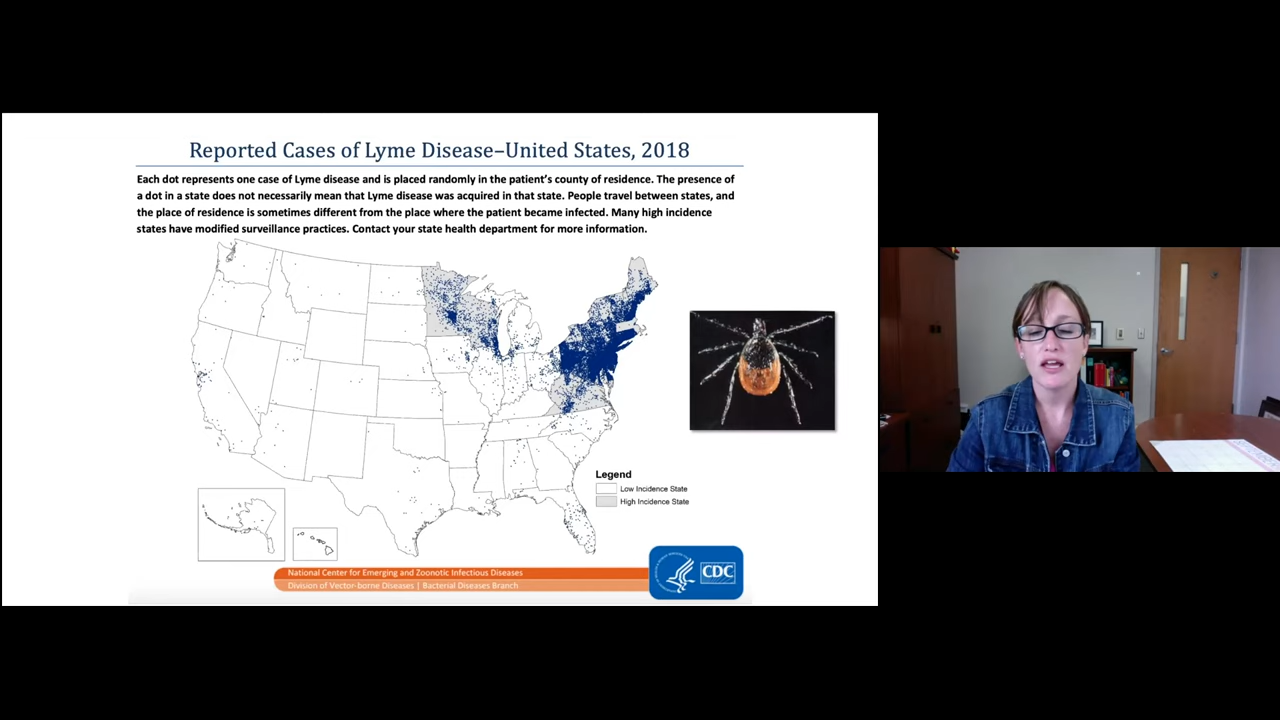 Reported Cases of Lyme Disease–United States, 2018
Each dot represents one case of Lyme disease and is placed randomly in the patient's county of residence. The presence of
a dot in a state does not necessarily mean that Lyme disease was acquired in that state. People travel between states, and
the place of residence is sometimes different from the place where the patient became infected. Many high incidence
states have modified surveillance practices. Contact your state health department for more information.
Legend
Low Incidence State
High Incidence State
National Center for Emerging and Zoonotic Infectious Diseases
Division of Vector-borne Diseases | Bacterial Diseases Branch
CDC